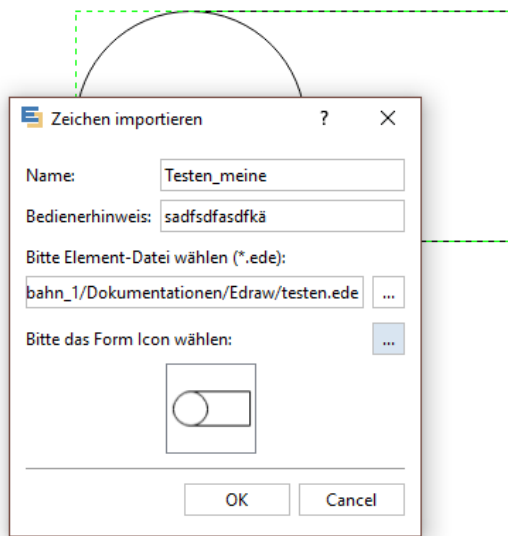 Zeichen importieren ?
Name: Testen_meine
Bedienerhinweis: sadfsdfasdfkä
Bitte Element-Datei wählen (*.ede):
bahn_1/Dokumentationen/Edraw/testen.ede ...
Bitte das Form Icon wählen: ...
OK Cancel